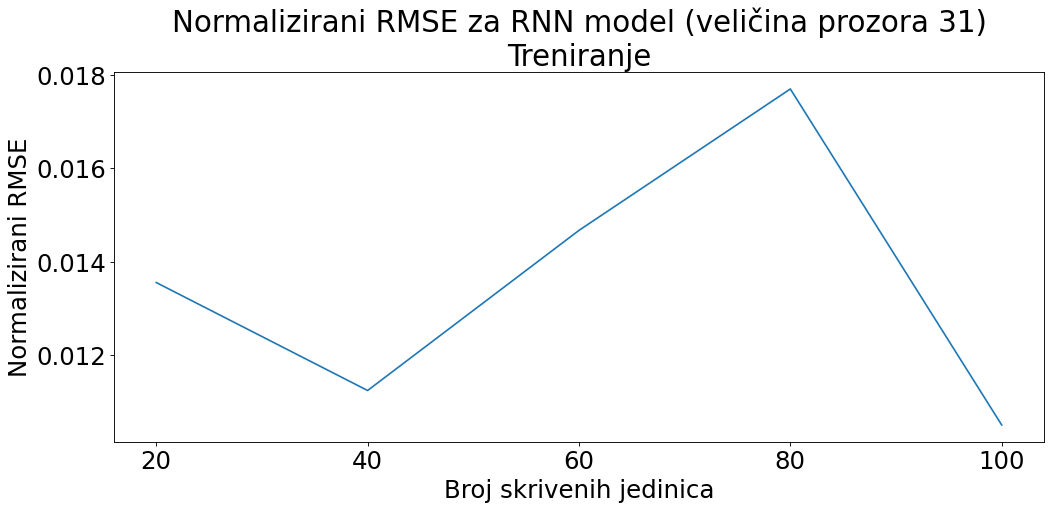 Normalizirani RMSE za RNN model (veličina prozora 31)
Treniranje
0.018
0.016
0.014
0.012
Normalizirani RMSE
20 40 60 80 100
Broj skrivenih jedinica